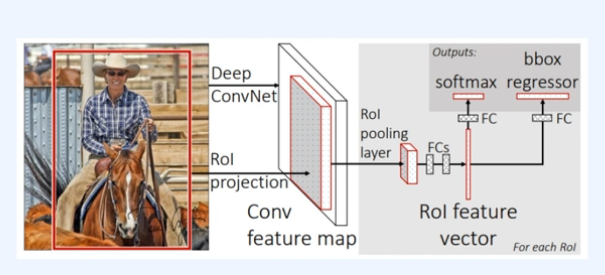 Deep
ConvNet
RoI
projection
Conv
feature map
RoI
pooling
layer
FCs
Outputs:
softmax
bbox
regressor
FC
FC
RoI feature
vector
For each RoI